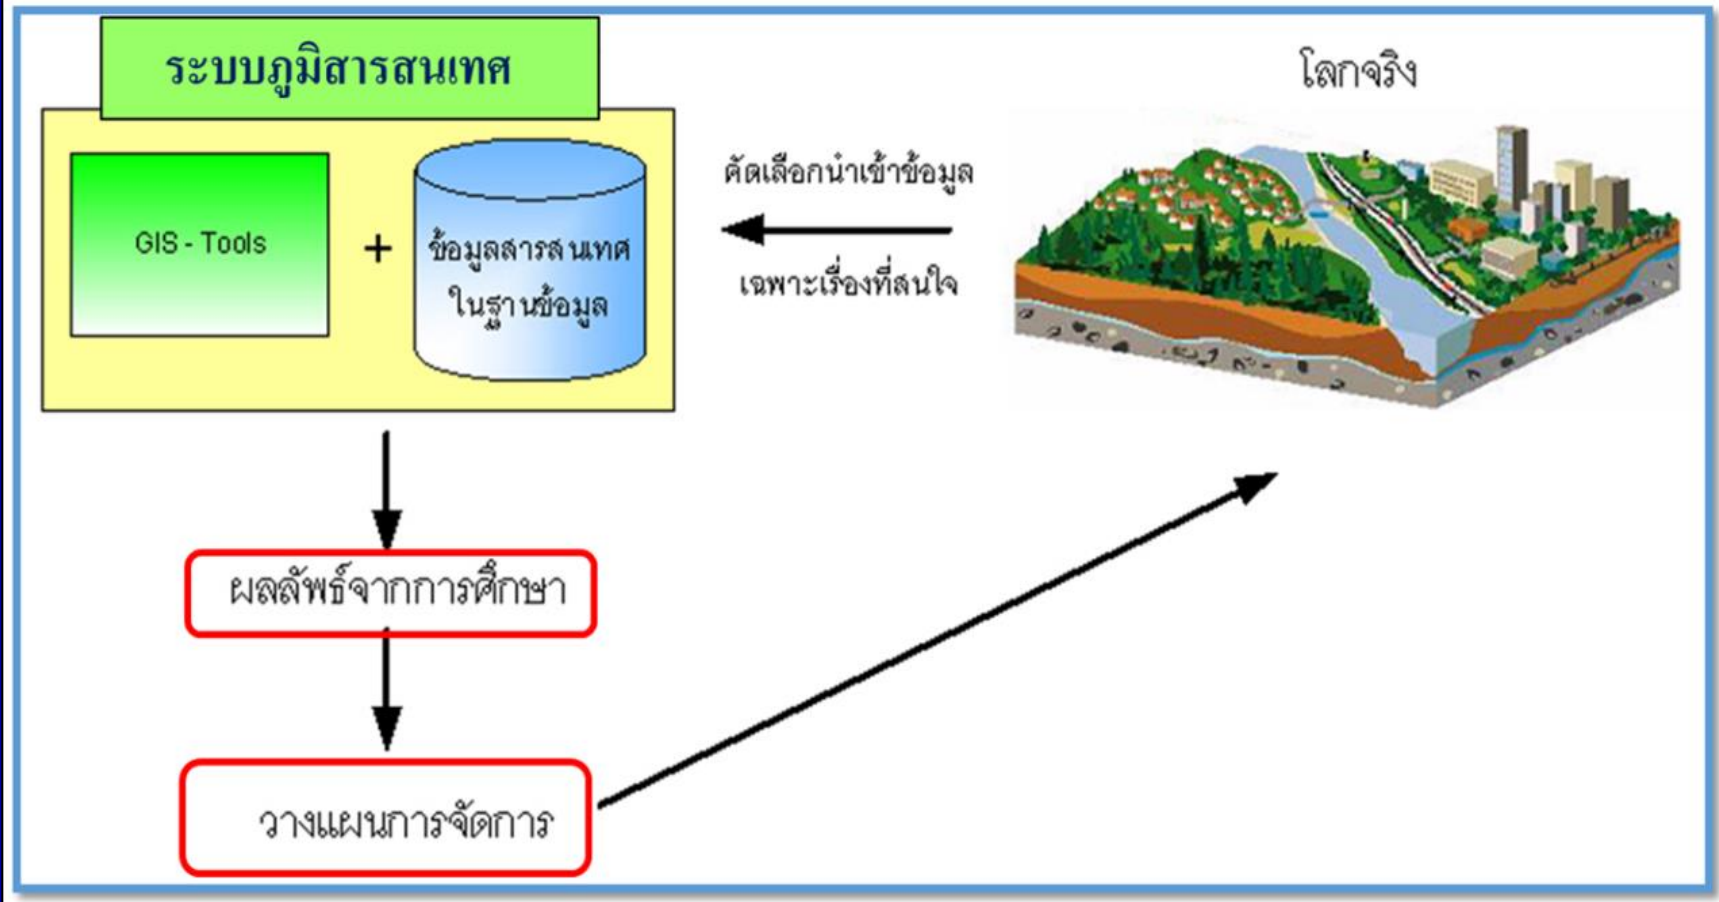 ระบบภูมิสารสนเทศ
โลกจริง
GIS - Tools
+
ข้อมูลสารสนเทศ
ในฐานข้อมูล
คัดเลือกนำเข้าข้อมูล
เฉพาะเรื่องที่สนใจ
ผลลัพธ์จากการศึกษา
วางแผนการจัดการ